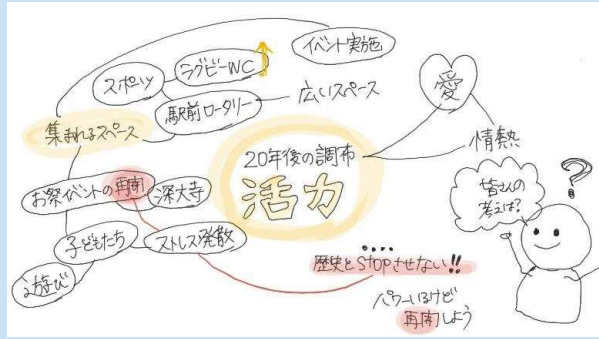 イベント実施
スポーツ
ラグビーWC
駅前ロータリー
広いスペース
集まれるスペース
愛
情熱
20年後の調布
活力
お祭イベントの再開
深大寺
子どもたち
ストレス発散
遊び
歴史とStopさせない!!
パワーいるけど
再開しよう
皆さんの
考えは?
?